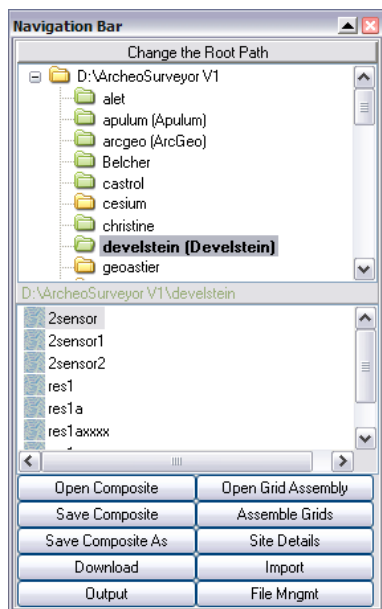 Navigation Bar
Change the Root Path
D:\ArcheoSurveyor V1
alet
apulum (Apulum)
arcgeo (ArcGeo)
Belcher
castrol
cesium
christine
develstein (Develstein)
geoastier
D:\ArcheoSurveyor V1\develstein
2sensor
2sensor1
2sensor2
res1
res1a
res1axxxx
Open Composite Open Grid Assembly
Save Composite Assemble Grids
Save Composite As Site Details
Download Import
Output File Mngmt